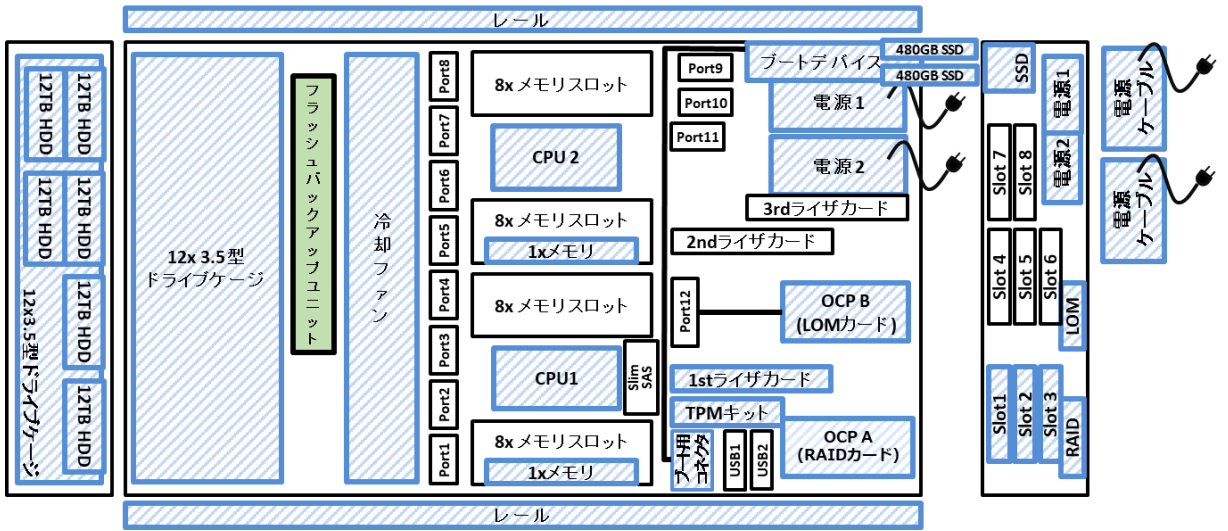 レール
12TB HDD
12TB HDD
12TB HDD
12TB HDD
12TB HDD
12TB HDD
12x3.5型ドライブケージ
12x 3.5型
ドライブケージ
フラッシュバックアップユニット
冷却ファン
Port8
Port7
Port6
Port5
Port4
Port3
Port2
Port1
8x メモリスロット
CPU 2
8x メモリスロット
1xメモリ
8x メモリスロット
CPU1
Slim
SAS
8x メモリスロット
1xメモリ
Port9
Port10
Port11
ブートデバイス
480GB SSD
480GB SSD
電源1
電源2
3rdライザカード
2ndライザカード
Port12
OCP B
(LOMカード)
1stライザカード
TPMキット
ブート用
コネクタ
USB1
USB2
OCP A
(RAIDカード)
SSD
電源1
電源2
Slot 7
Slot 8
Slot 4
Slot 5
Slot 6
LOM
Slot1
Slot 2
Slot 3
RAID
電源
ケーブル
電源
ケーブル
レール